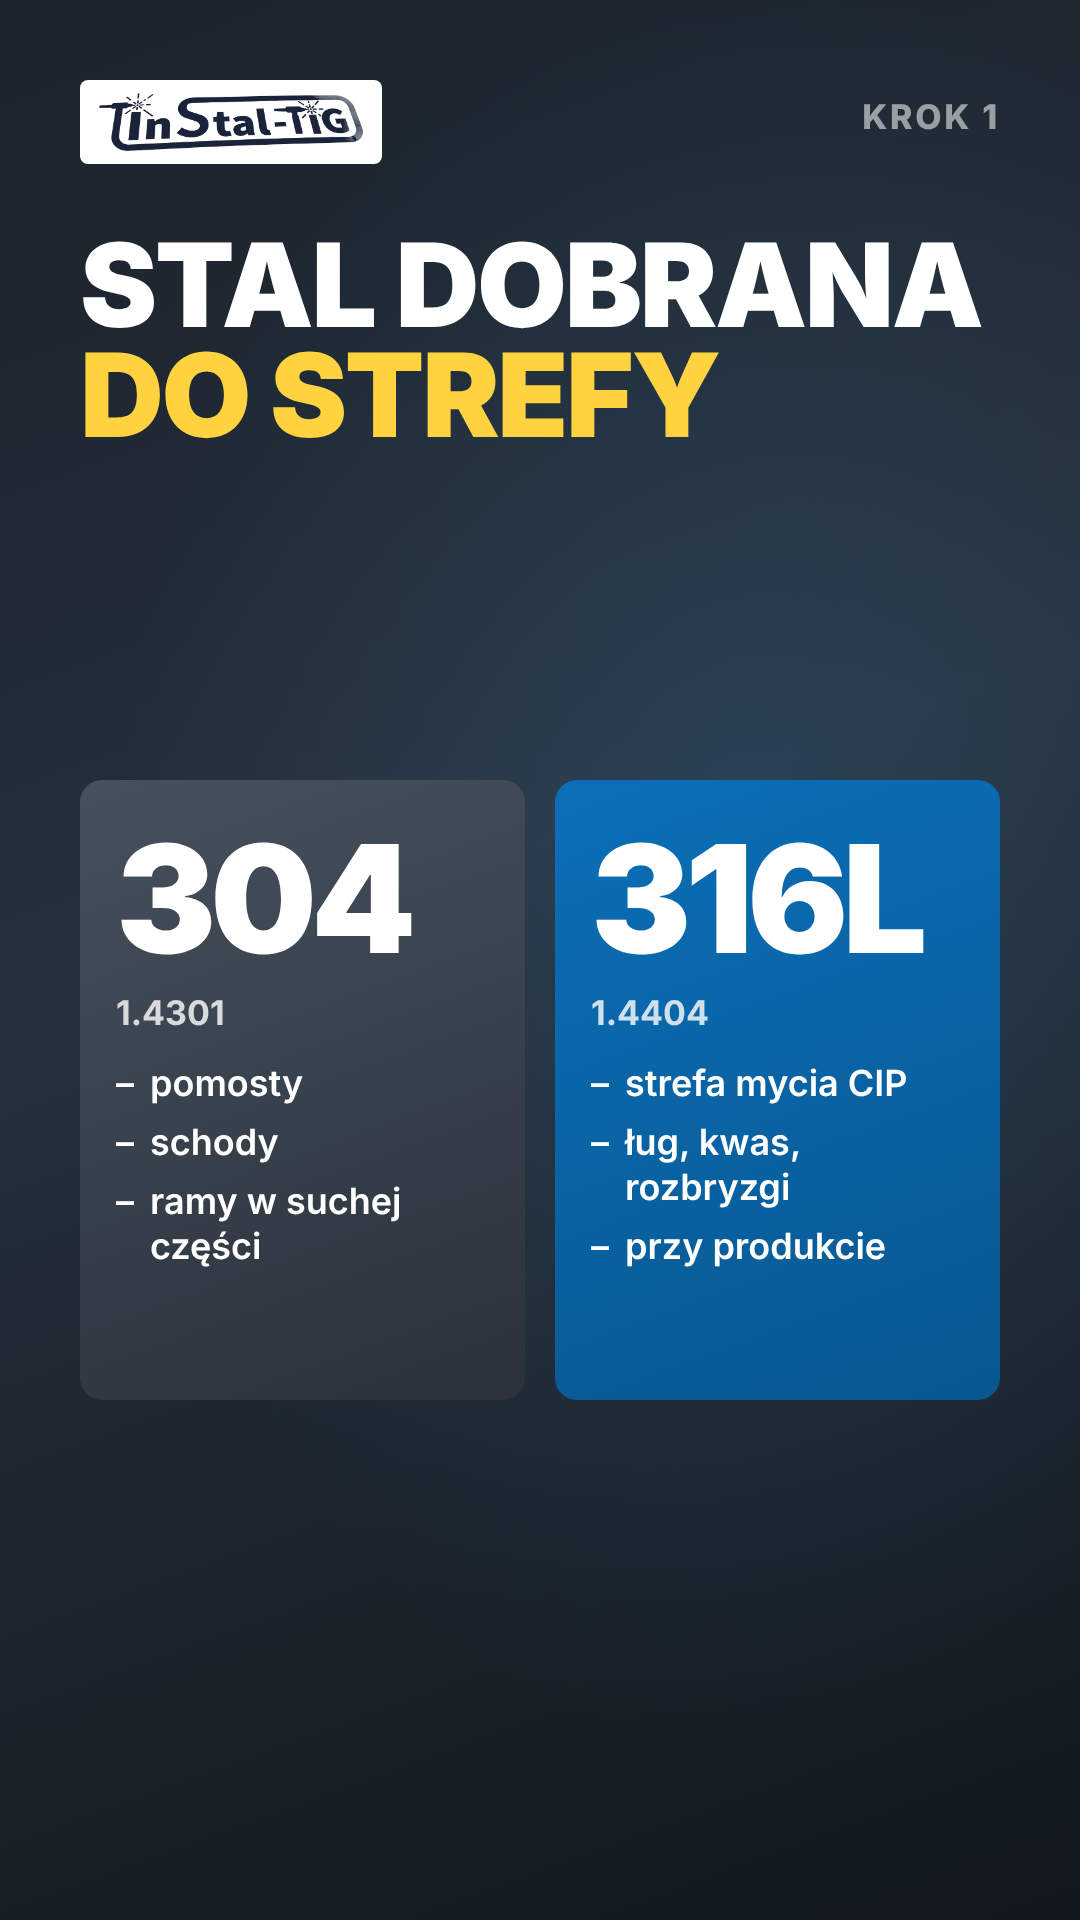 InStal-TiG
KROK 1
STAL DOBRANA
DO STREFY
304
1.4301
– pomosty
– schody
– ramy w suchej
części
316L
1.4404
– strefa mycia CIP
– ług, kwas,
rozbryzgi
– przy produkcie